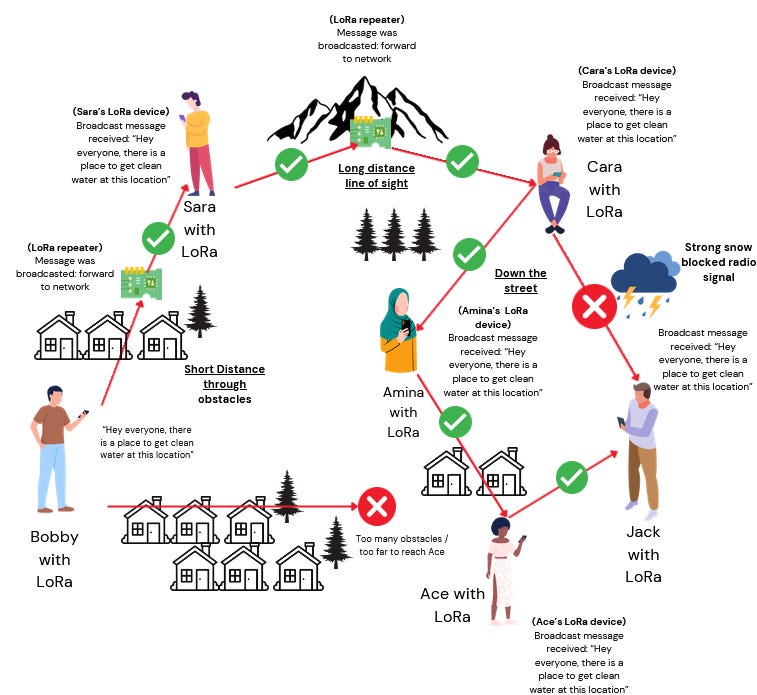 (LoRa repeater)
Message was
broadcasted: forward
to network
(Cara's LoRa device)
Broadcast message
received: “Hey
everyone, there is a
place to get clean
water at this location”
(Sara's LoRa device)
Broadcast message
received: “Hey
everyone, there is a
place to get clean
water at this location”
Long distance
line of sight
Cara
with
LoRa
Sara
with
LoRa
(LoRa repeater)
Message was
broadcasted: forward
to network
Strong snow
blocked radio
signal
Down the
street
(Amina's LoRa
device)
Broadcast message
received: “Hey
everyone, there is a
place to get clean
water at this location”
Broadcast message
received: “Hey
everyone, there is a
place to get clean
water at this location”
Short Distance
through
obstacles
Amina
with
LoRa
“Hey everyone, there
is a place to get clean
water at this location”
Bobby
with
LoRa
Too many obstacles /
too far to reach Ace
Jack
with
LoRa
Ace with
LoRa
(Ace's LoRa device)
Broadcast message
received: “Hey
everyone, there is a
place to get clean
water at this location”